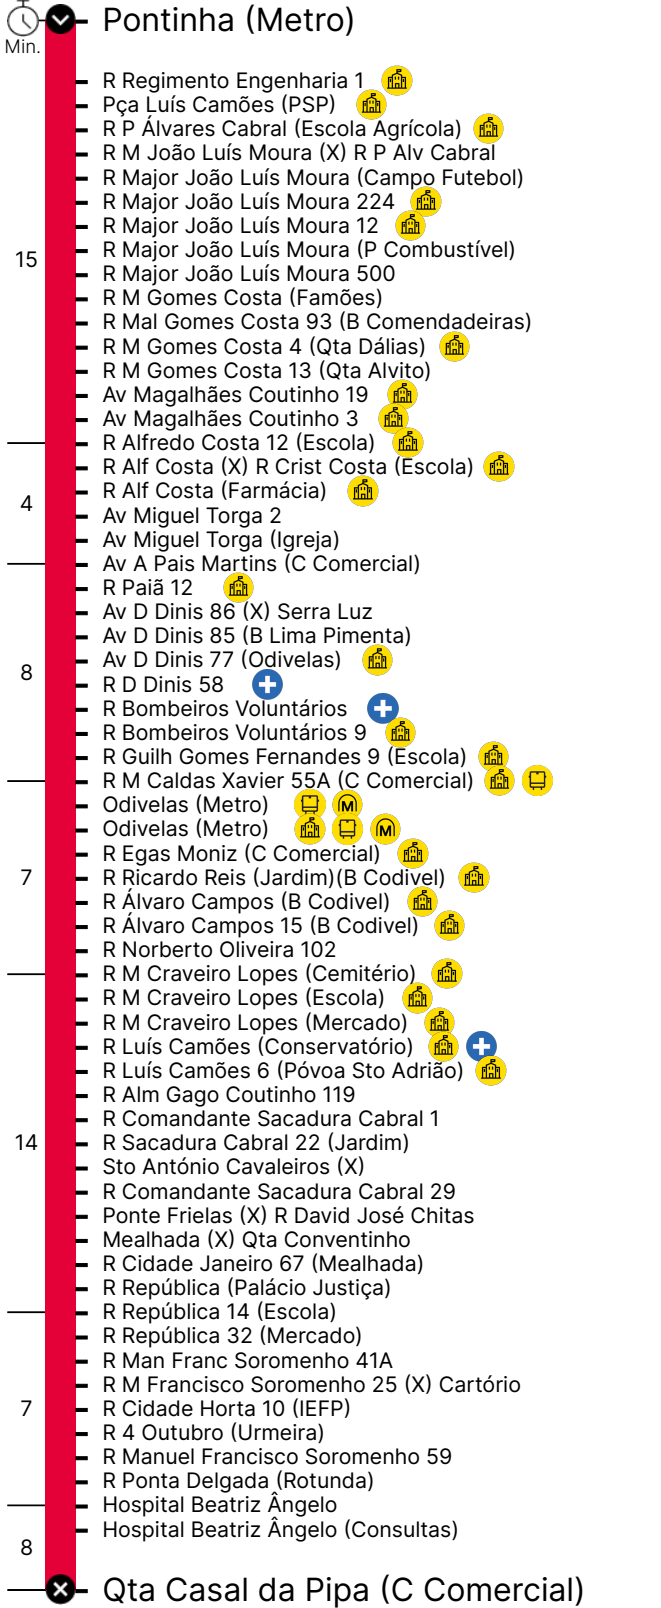 Pontinha (Metro)
Min.
R Regimento Engenharia 1
Pça Luís Camões (PSP)
R P Álvares Cabral (Escola Agrícola)
R M João Luís Moura (X) R P Alv Cabral
R Major João Luís Moura (Campo Futebol)
R Major João Luís Moura 224
R Major João Luís Moura 12
R Major João Luís Moura (P Combustível)
15
R Major João Luís Moura 500
R M Gomes Costa (Famões)
R Mal Gomes Costa 93 (B Comendadeiras)
R M Gomes Costa 4 (Qta Dálias)
R M Gomes Costa 13 (Qta Alvito)
Av Magalhães Coutinho 19
Av Magalhães Coutinho 3
R Alfredo Costa 12 (Escola)
R Alf Costa (X) R Crist Costa (Escola)
R Alf Costa (Farmácia)
4
Av Miguel Torga 2
Av Miguel Torga (Igreja)
Av A Pais Martins (C Comercial)
R Paiã 12
Av D Dinis 86 (X) Serra Luz
Av D Dinis 85 (B Lima Pimenta)
Av D Dinis 77 (Odivelas)
8
R D Dinis 58
R Bombeiros Voluntários
R Bombeiros Voluntários 9
R Guilh Gomes Fernandes 9 (Escola)
R M Caldas Xavier 55A (C Comercial)
Odivelas (Metro)
M
Odivelas (Metro)
M
R Egas Moniz (C Comercial)
7
R Ricardo Reis (Jardim)(B Codivel)
R Álvaro Campos (B Codivel)
R Álvaro Campos 15 (B Codivel)
R Norberto Oliveira 102
R M Craveiro Lopes (Cemitério)
R M Craveiro Lopes (Escola)
R M Craveiro Lopes (Mercado)
R Luís Camões (Conservatório)
R Luís Camões 6 (Póvoa Sto Adrião)
R Alm Gago Coutinho 119
R Comandante Sacadura Cabral 1
14
R Sacadura Cabral 22 (Jardim)
Sto António Cavaleiros (X)
R Comandante Sacadura Cabral 29
Ponte Frielas (X) R David José Chitas
Mealhada (X) Qta Conventinho
R Cidade Janeiro 67 (Mealhada)
R República (Palácio Justiça)
R República 14 (Escola)
R República 32 (Mercado)
R Man Franc Soromenho 41A
R M Francisco Soromenho 25 (X) Cartório
7
R Cidade Horta 10 (IEFP)
R 4 Outubro (Urmeira)
R Manuel Francisco Soromenho 59
R Ponta Delgada (Rotunda)
Hospital Beatriz Ângelo
Hospital Beatriz Ângelo (Consultas)
8
Qta Casal da Pipa (C Comercial)